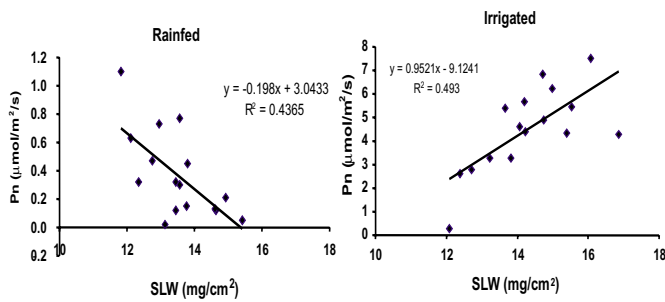 Rainfed
Pn (μmol/m²/s)
1.2
1.0
0.8
0.6
0.4
0.2
0.0
0.2
y = -0.198x + 3.0433
R² = 0.4365
10
12
14
16
18
SLW (mg/cm²)
Irrigated
Pn (μmol/m²/s)
8
7
6
5
4
3
2
1
0
y = 0.9521x - 9.1241
R² = 0.493
10
12
14
16
18
SLW (mg/cm²)